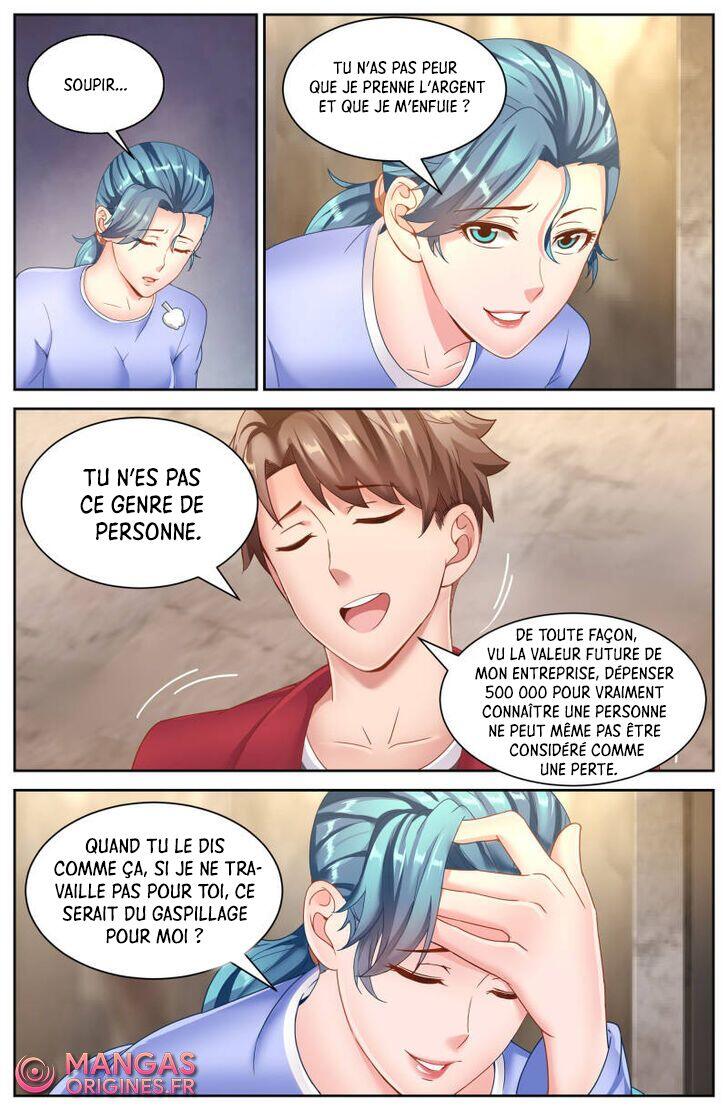 SOUPIR...
TU N'AS PAS PEUR
QUE JE PRENNE L'ARGENT
ET QUE JE M'ENFUIE ?
TU N'ES PAS
CE GENRE DE
PERSONNE.
DE TOUTE FAÇON,
VU LA VALEUR FUTURE DE
MON ENTREPRISE, DÉPENSER
500 000 POUR VRAIMENT
CONNAÎTRE UNE PERSONNE
NE PEUT MÊME PAS ÊTRE
CONSIDÉRÉ COMME
UNE PERTE.
QUAND TU LE DIS
COMME ÇA, SI JE NE TRA-
VAILLE PAS POUR TOI, CE
SERAIT DU GASPILLAGE
POUR MOI ?
MANGAS
ORIGINES.FR